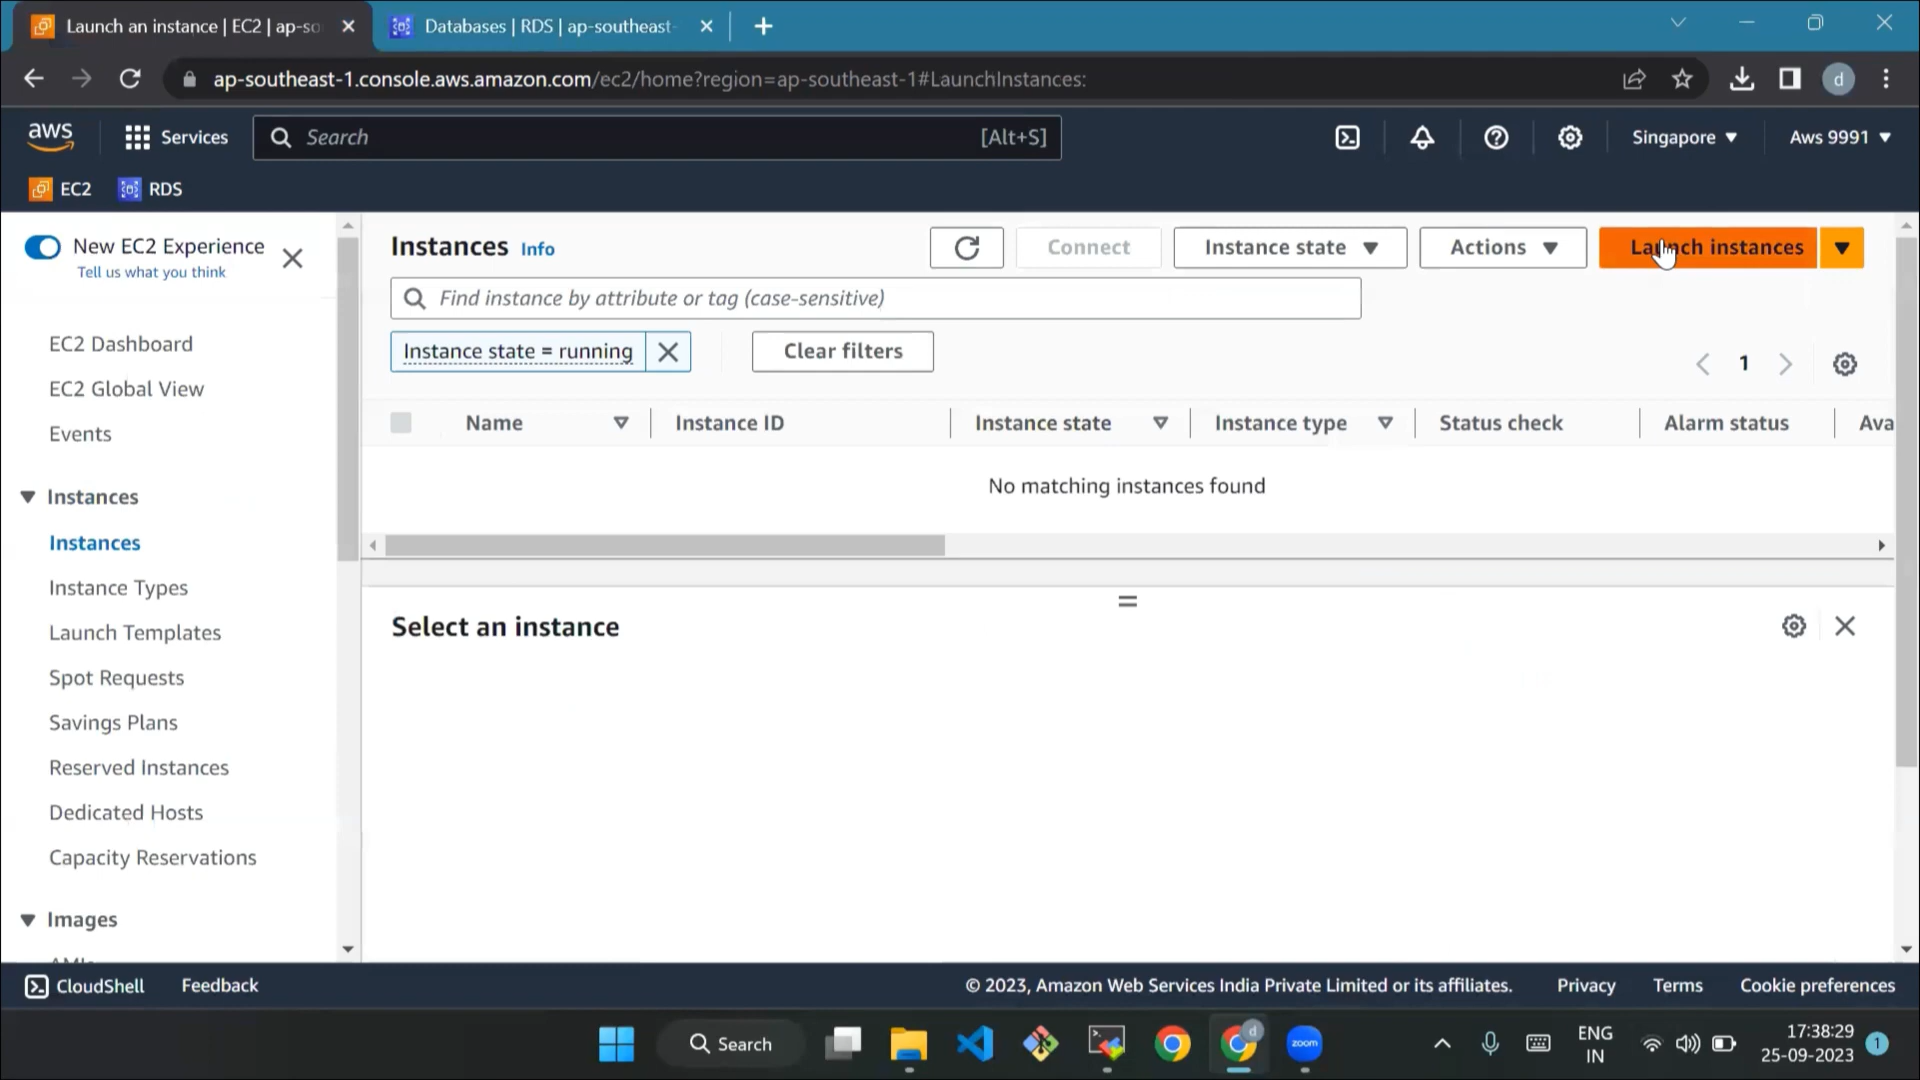 Launch an instance | EC2 | ap-so
Databases | RDS | ap-southeast-
ap-southeast-1.console.aws.amazon.com/ec2/home?region=ap-southeast-1#LaunchInstances:
d
aws
Services
Search
[Alt+S]
Singapore
Aws 9991
EC2
RDS
New EC2 Experience
Tell us what you think
EC2 Dashboard
EC2 Global View
Events
Instances
Instances
Instance Types
Launch Templates
Spot Requests
Savings Plans
Reserved Instances
Dedicated Hosts
Capacity Reservations
Images
AMIs
Instances Info
Connect
Instance state
Actions
Launch instances
Find instance by attribute or tag (case-sensitive)
Instance state = running
Clear filters
1
Name
Instance ID
Instance state
Instance type
Status check
Alarm status
Ava
No matching instances found
Select an instance
CloudShell
Feedback
© 2023, Amazon Web Services India Private Limited or its affiliates.
Privacy
Terms
Cookie preferences
Search
d
zoom
ENG
IN
17:38:29
25-09-2023
1